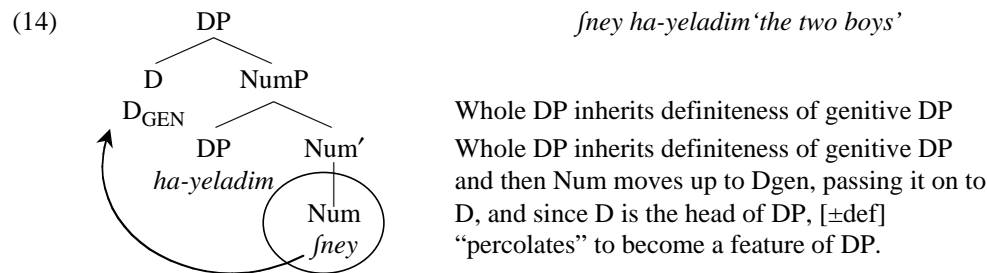 (14) DP ʃney ha-yeladim ‘the two boys’
D NumP
D_GEN Whole DP inherits definiteness of genitive DP
DP Num′ Whole DP inherits definiteness of genitive DP
ha-yeladim and then Num moves up to Dgen, passing it on to
Num D, and since D is the head of DP, [±def]
ʃney “percolates” to become a feature of DP.